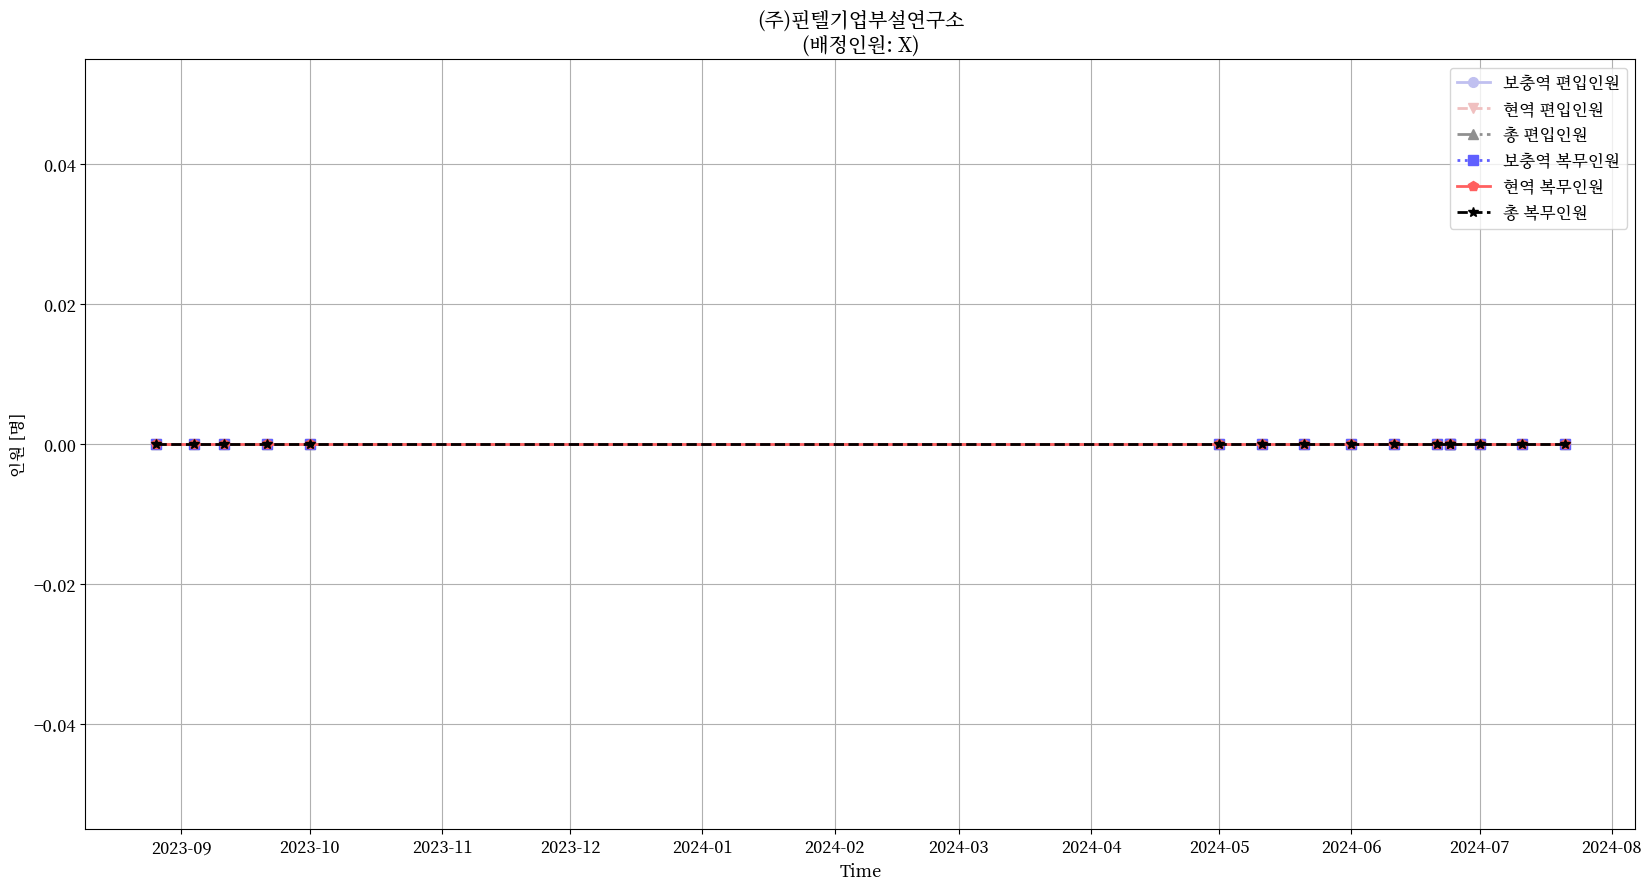 (주)핀텔기업부설연구소
(배정인원: X)
보충역 편입인원
현역 편입인원
총 편입인원
보충역 복무인원
현역 복무인원
총 복무인원
인원 [명]
0.04
0.02
0.00
−0.02
−0.04
2023-09 2023-10 2023-11 2023-12 2024-01 2024-02 2024-03 2024-04 2024-05 2024-06 2024-07 2024-08
Time